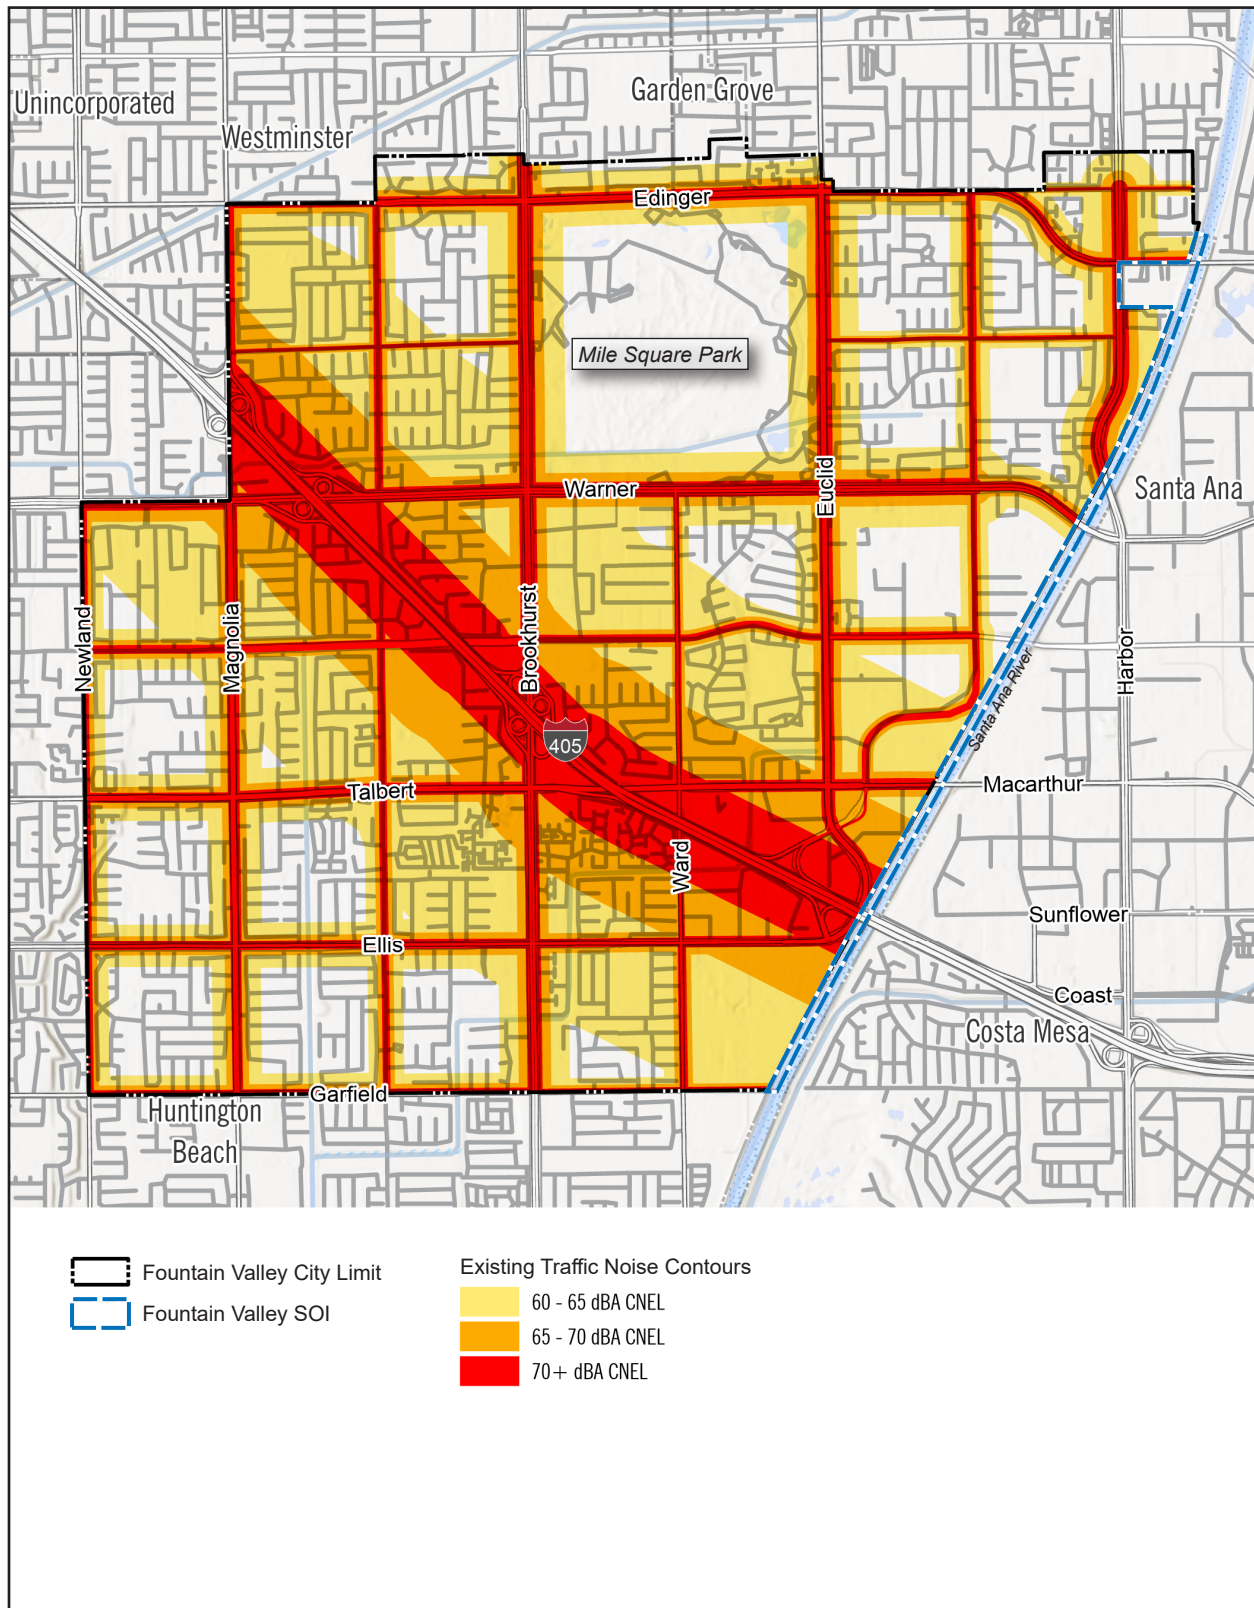 Garden Grove
Unincorporated
Westminster
Edinger
Mile Square Park
Euclid
Warner
Santa Ana
Newland
Magnolia
Brookhurst
Harbor
Santa Ana River
405
Talbert
Macarthur
Ward
Sunflower
Ellis
Coast
Costa Mesa
Garfield
Huntington
Beach
Fountain Valley City Limit
Fountain Valley SOI
Existing Traffic Noise Contours
60 - 65 dBA CNEL
65 - 70 dBA CNEL
70+ dBA CNEL